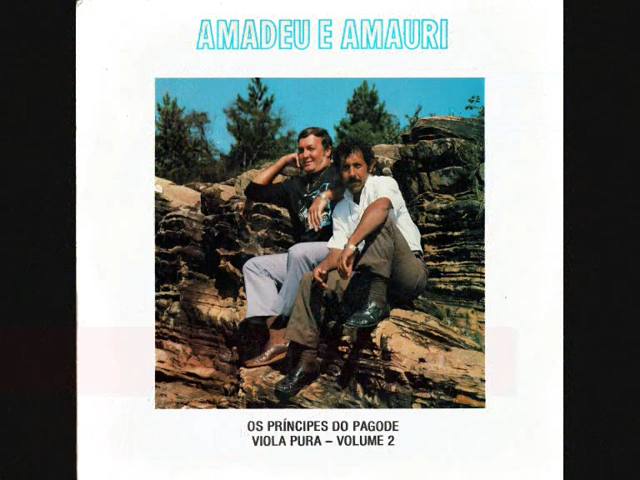 AMADEU E AMAURI
OS PRÍNCIPES DO PAGODE
VIOLA PURA – VOLUME 2